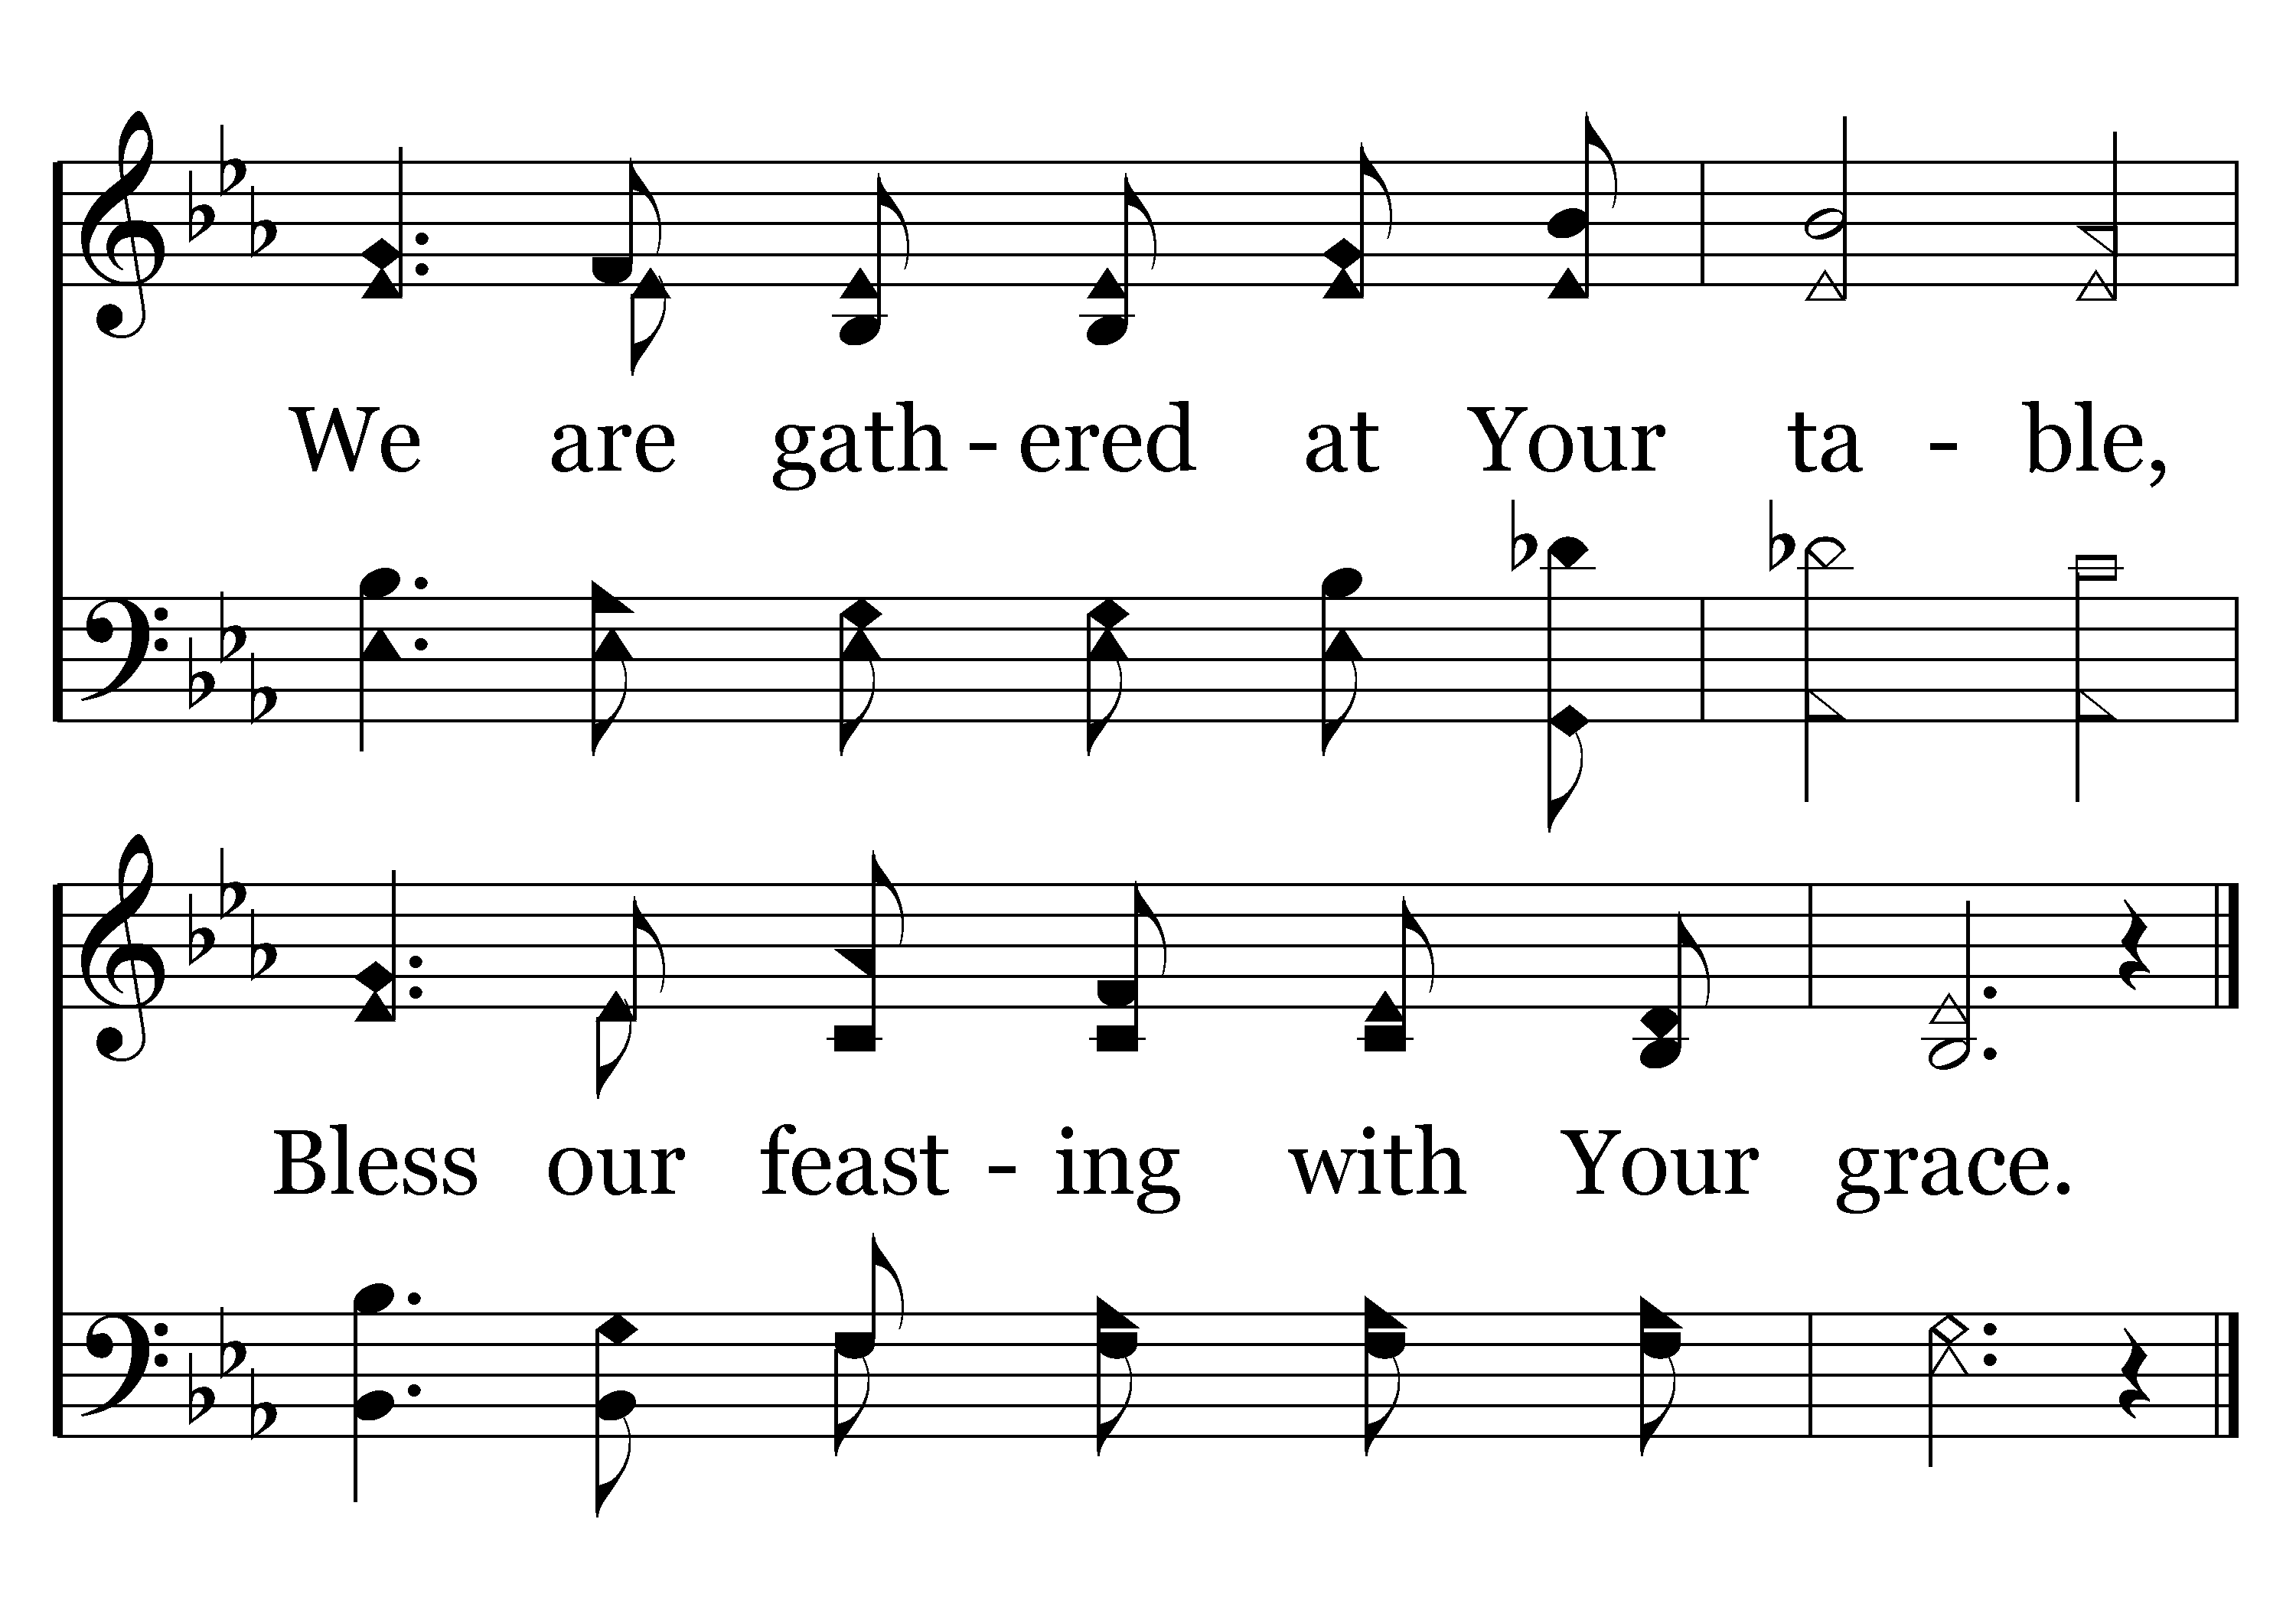 We are gath - ered at Your ta - ble,
Bless our feast - ing with Your grace.